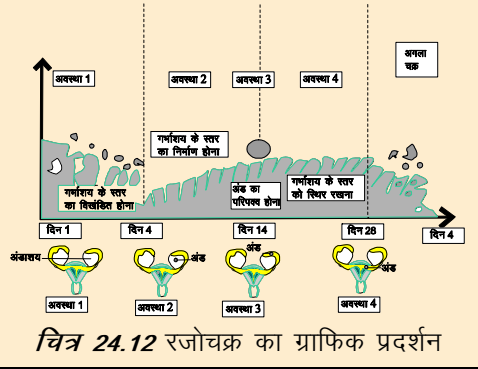 अवस्था 1
अवस्था 2
अवस्था 3
अवस्था 4
अगला
चक्र
गर्भाशय के स्तर
का निर्माण होना
गर्भाशय के स्तर
का विखंडित होना
अंड का
परिपक्व होना
गर्भाशय के स्तर
को स्थिर रखना
दिन 1
दिन 4
दिन 14
दिन 28
दिन 4
अंडाशय
अंड
अंड
अंड
अवस्था 1
अवस्था 2
अवस्था 3
अवस्था 4
चित्र 24.12 रजोचक्र का ग्राफिक प्रदर्शन